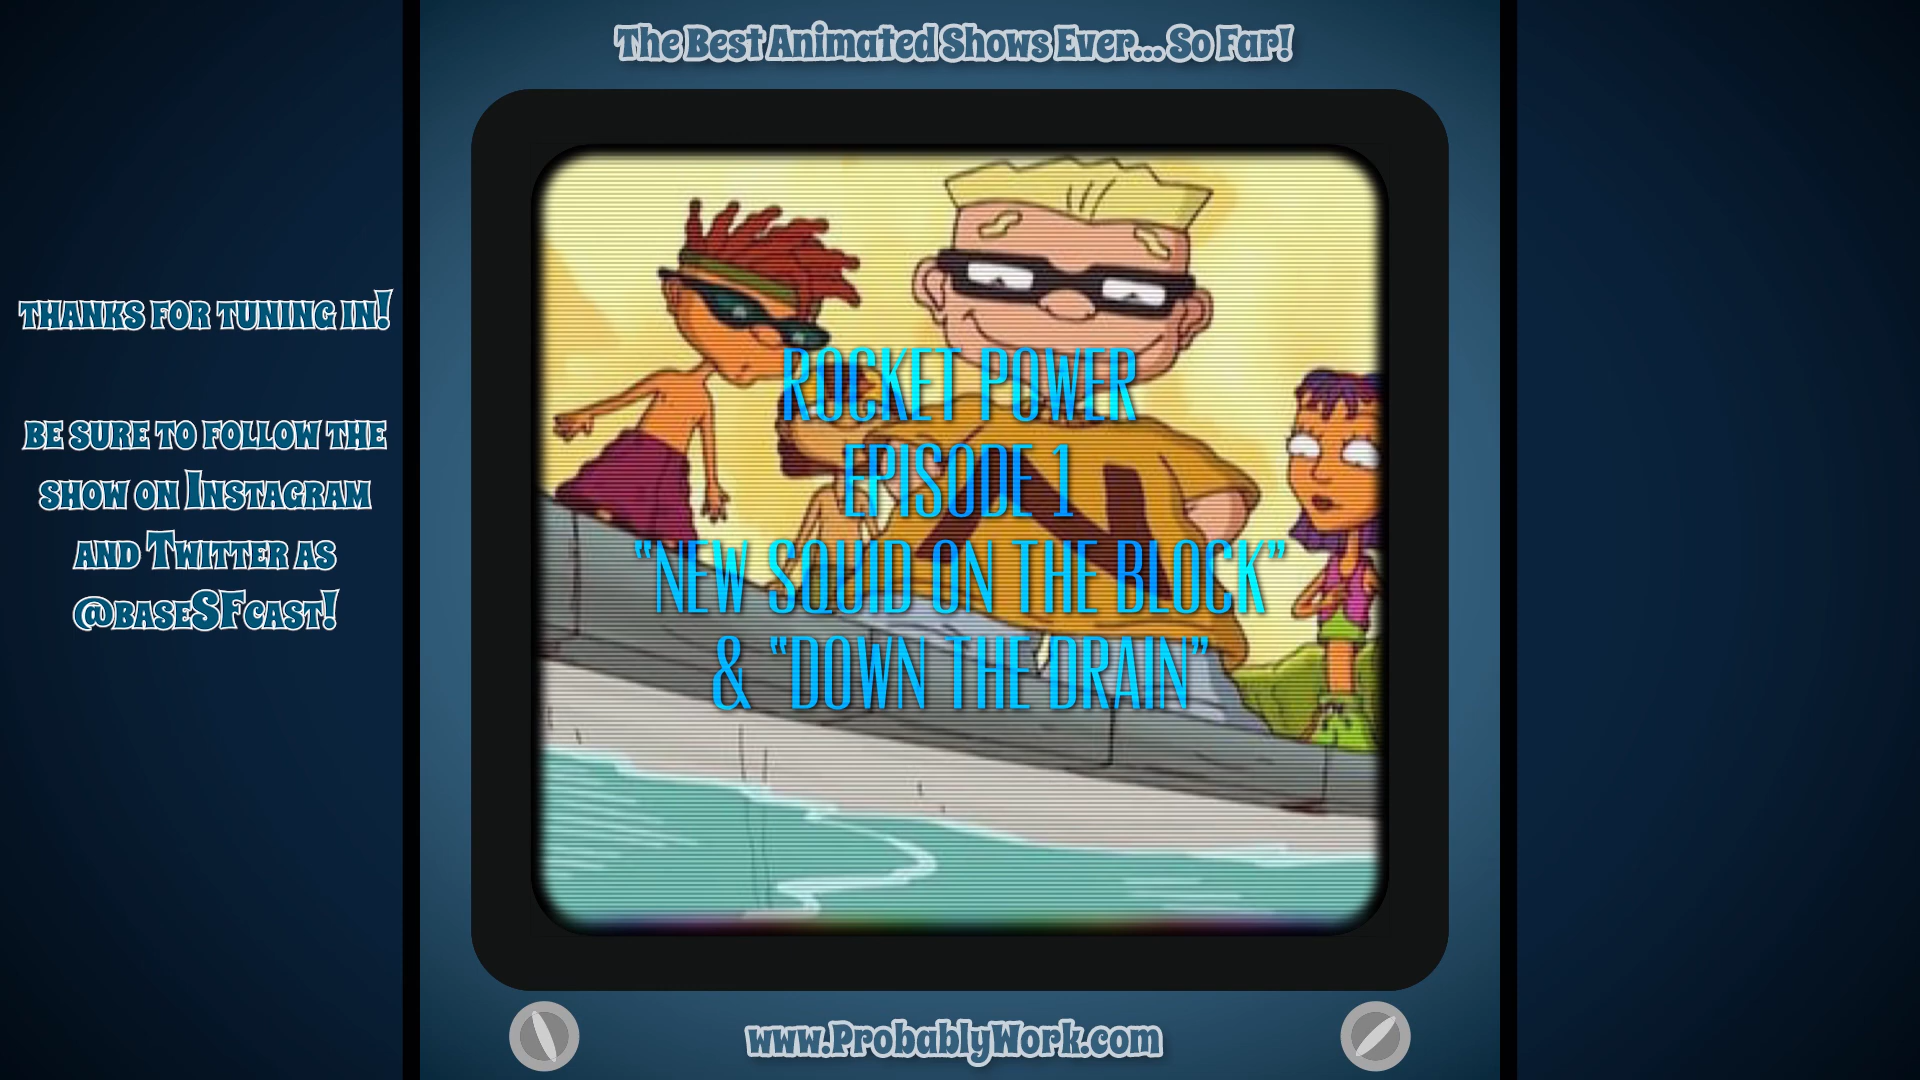 The Best Animated Shows Ever... So Far!
THANKS FOR TUNING IN!
BE SURE TO FOLLOW THE
SHOW ON INSTAGRAM
AND TWITTER AS
@BASESFCAST!
ROCKET POWER
EPISODE 1
“NEW SQUID ON THE BLOCK”
& “DOWN THE DRAIN”
www.ProbablyWork.com